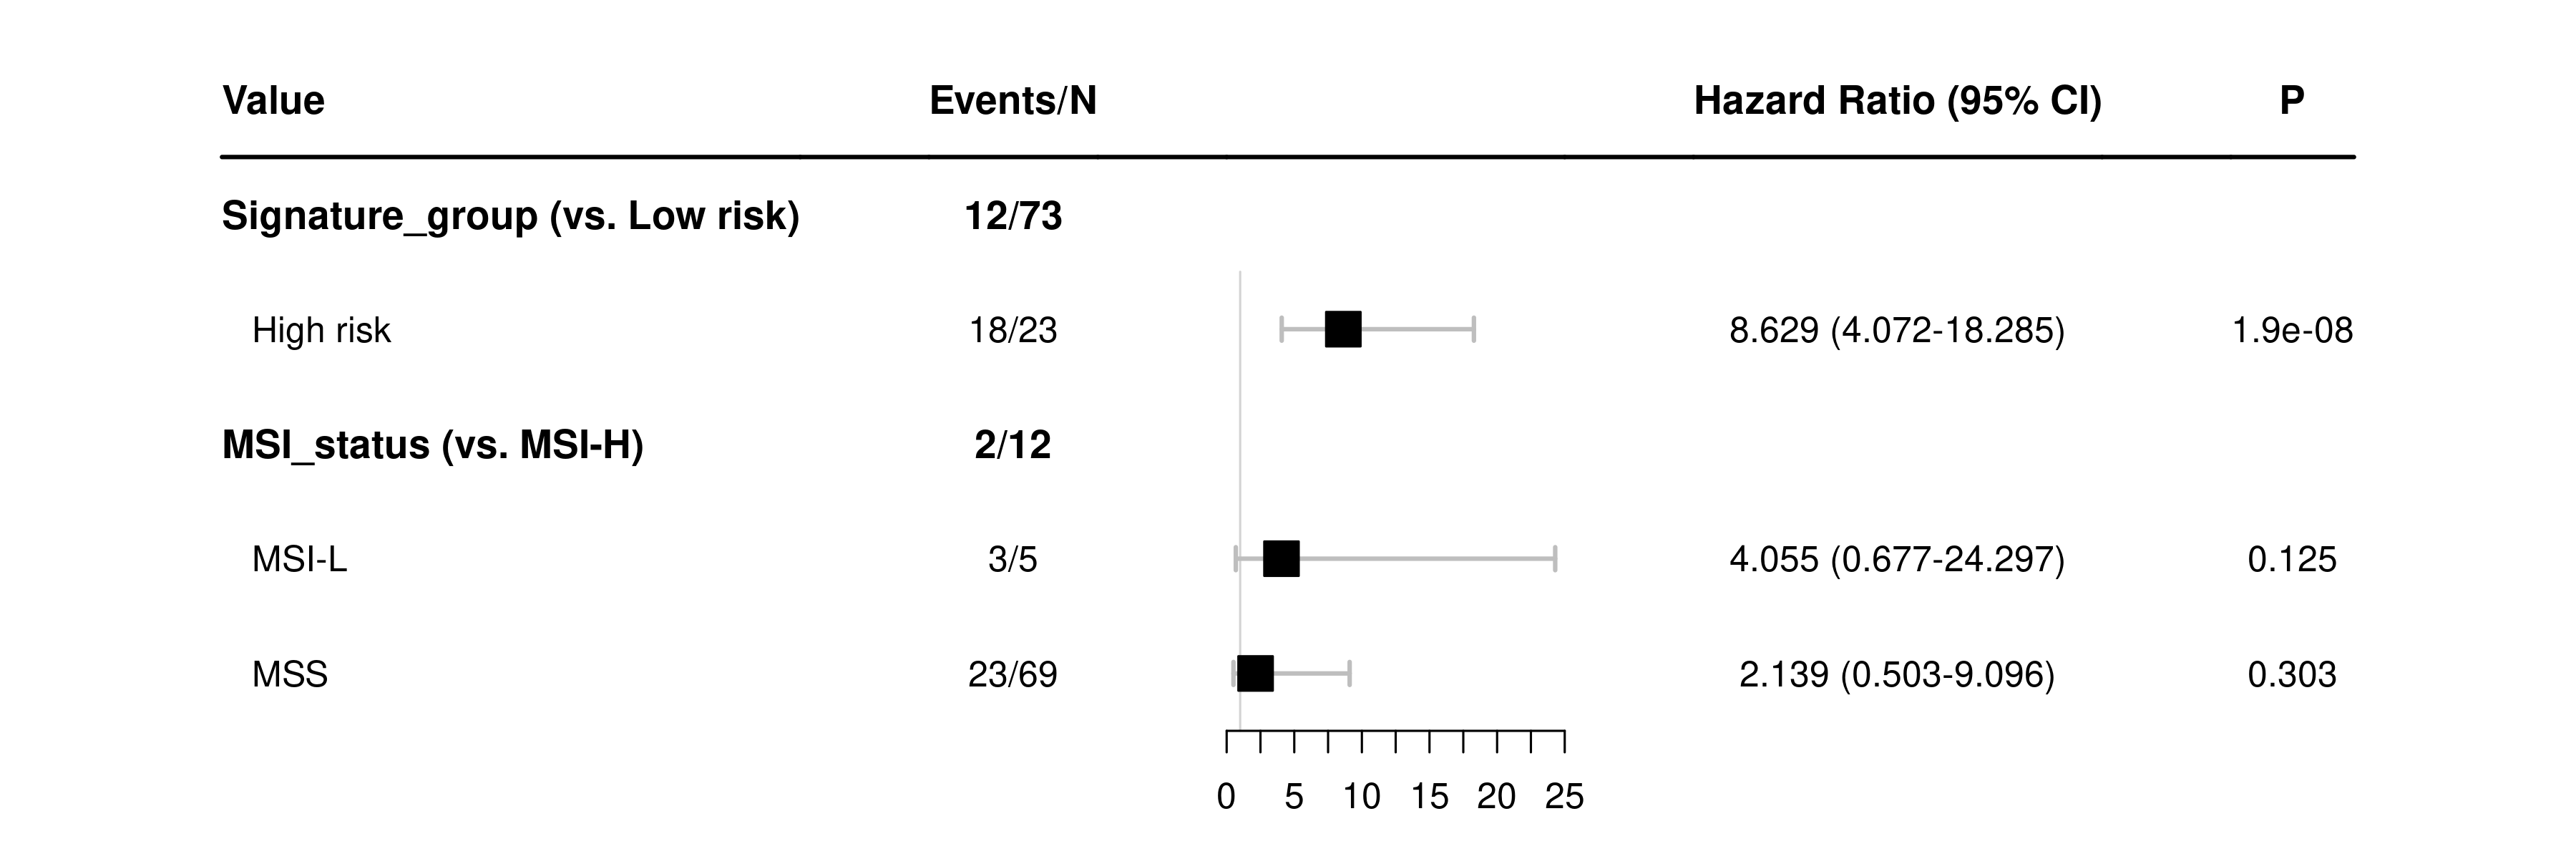 Value Events/N Hazard Ratio (95% CI) P
Signature_group (vs. Low risk) 12/73
High risk 18/23 8.629 (4.072-18.285) 1.9e-08
MSI_status (vs. MSI-H) 2/12
MSI-L 3/5 4.055 (0.677-24.297) 0.125
MSS 23/69 2.139 (0.503-9.096) 0.303
0 5 10 15 20 25